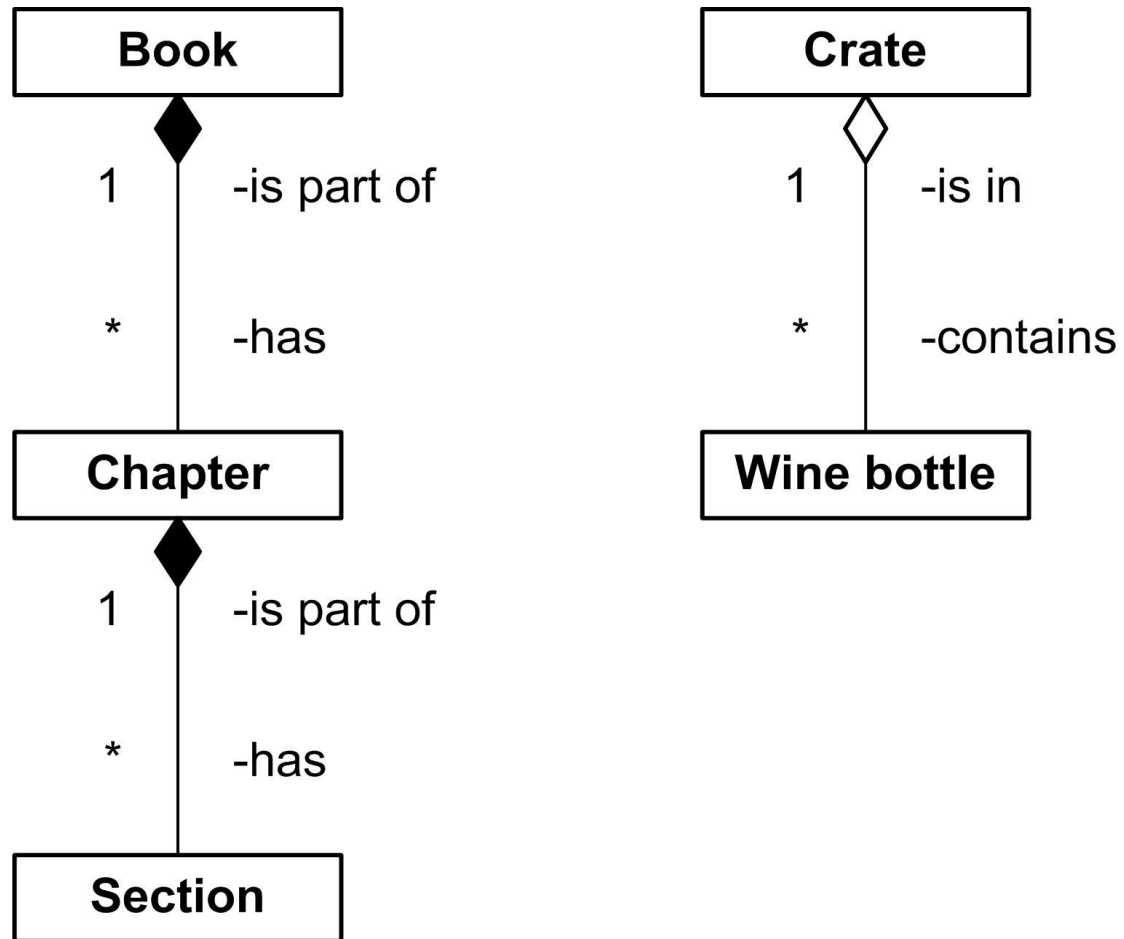 Book
1 -is part of
* -has
Chapter
1 -is part of
* -has
Section
Crate
1 -is in
* -contains
Wine bottle